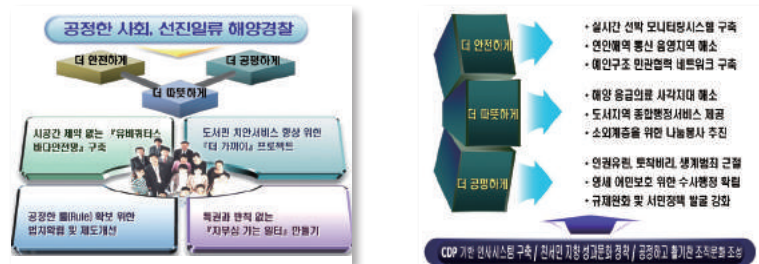 공정한 사회, 선진일류 해양경찰
더 안전하게
더 공평하게
더 따뜻하게
시공간 제약 없는 『유비쿼터스
바다안전망』 구축
도서민 치안서비스 향상 위한
『더 가까이』 프로젝트
공정한 룰(Rule) 확보 위한
법치확립 및 제도개선
특권과 반칙 없는
『자부심 가는 일터』 만들기
더 안전하게
• 실시간 선박 모니터링시스템 구축
• 연안해역 통신 음영지역 해소
• 예인구조 민관협력 네트워크 구축
더 따뜻하게
• 해양 응급의료 사각지대 해소
• 도서지역 종합행정서비스 제공
• 소외계층을 위한 나눔봉사 추진
더 공평하게
• 인권유린, 토착비리, 생계범죄 근절
• 영세 어민보호 위한 수사행정 확립
• 규제완화 및 서민정책 발굴 강화
CDP 기반 인사시스템 구축 / 친서민 지향 성과문화 정착 / 공정하고 활기찬 조직문화 조성